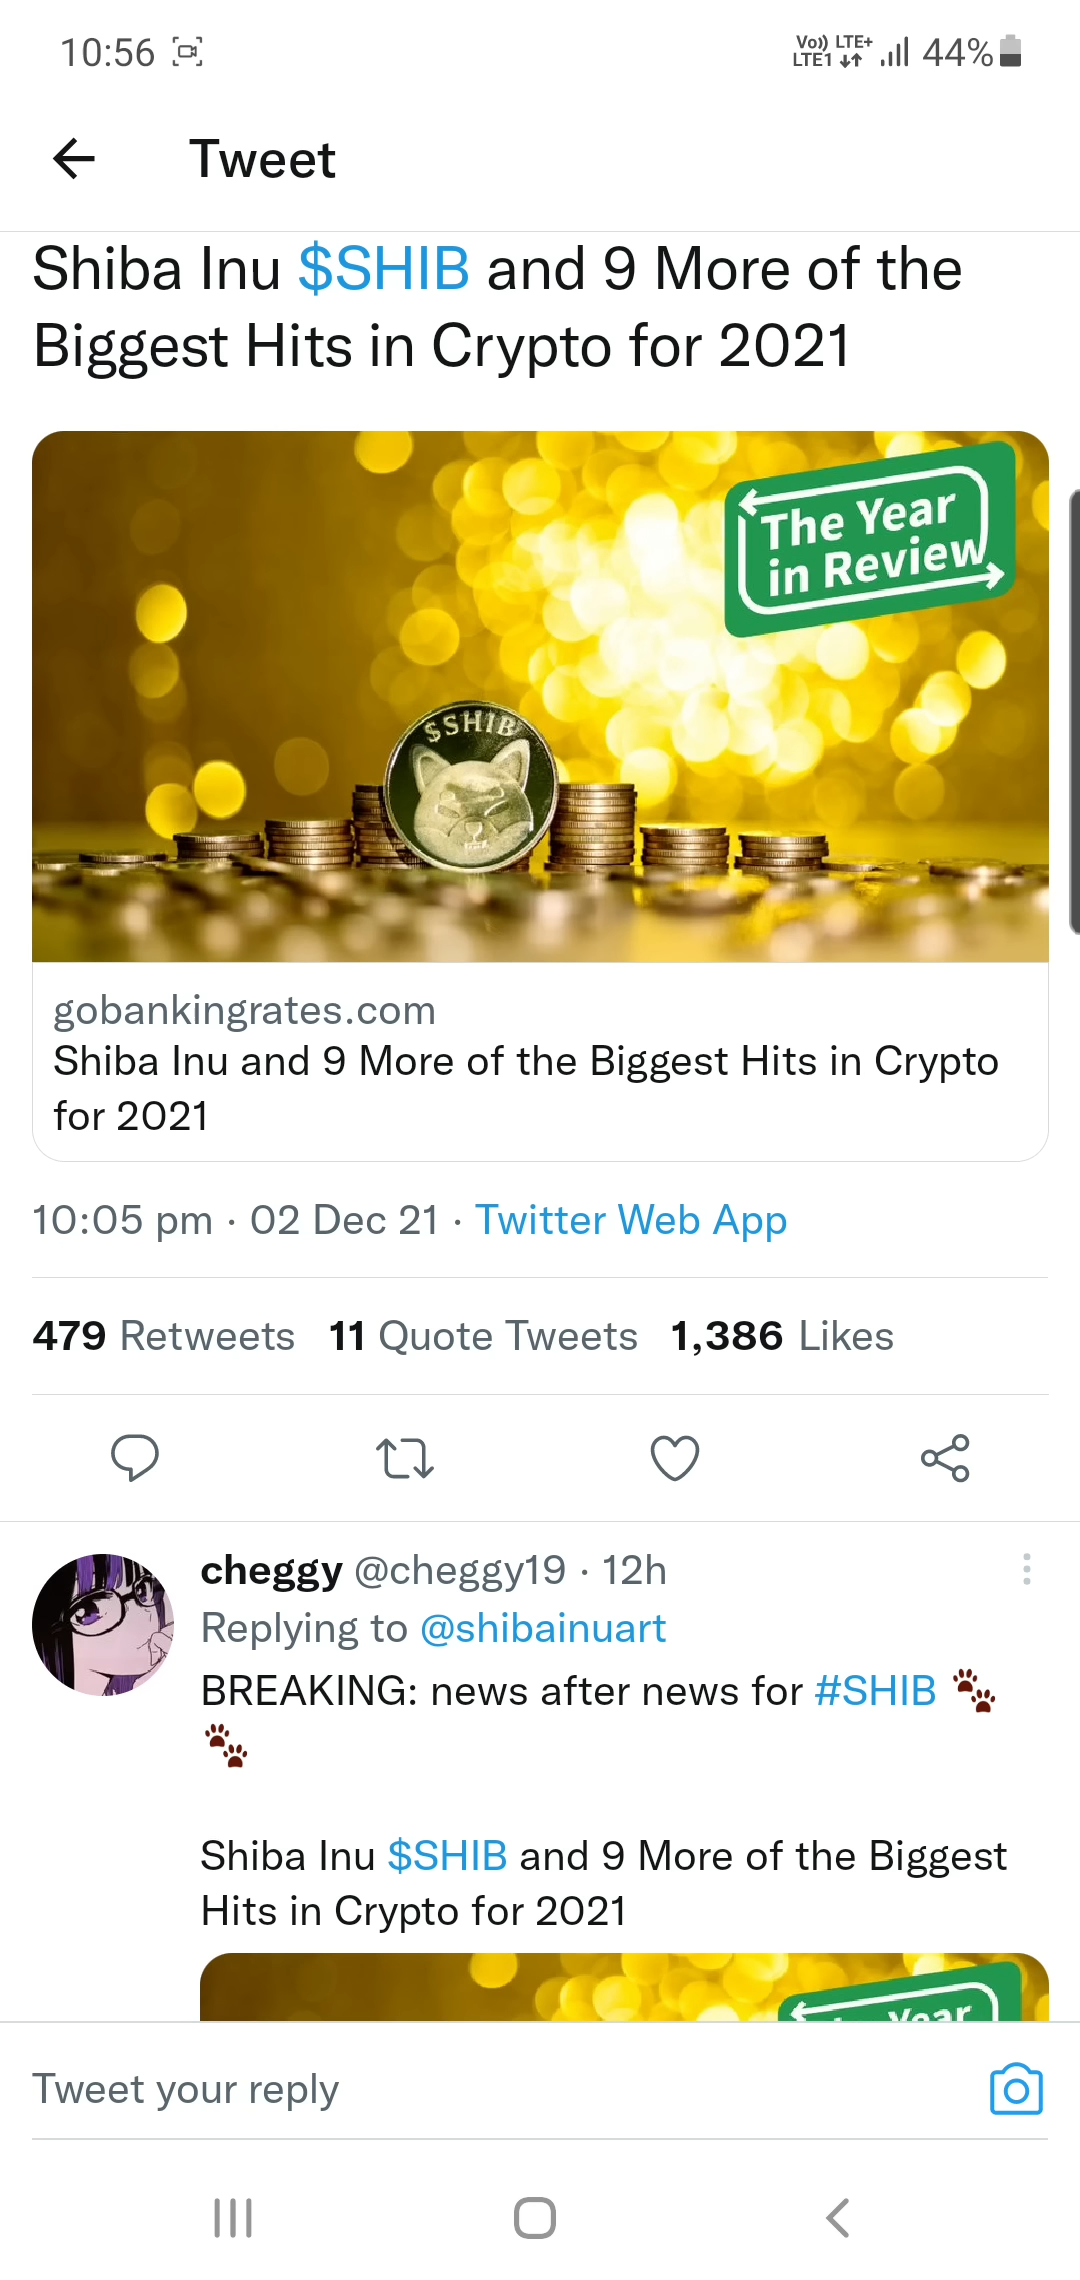 10:56
Vo)) LTE+
LTE1
44%
Tweet
Shiba Inu $SHIB and 9 More of the
Biggest Hits in Crypto for 2021
The Year
in Review
$SHIB
gobankingrates.com
Shiba Inu and 9 More of the Biggest Hits in Crypto
for 2021
10:05 pm · 02 Dec 21 · Twitter Web App
479 Retweets 11 Quote Tweets 1,386 Likes
cheggy @cheggy19 · 12h
Replying to @shibainuart
BREAKING: news after news for #SHIB 🐾
🐾
Shiba Inu $SHIB and 9 More of the Biggest
Hits in Crypto for 2021
Year
Tweet your reply